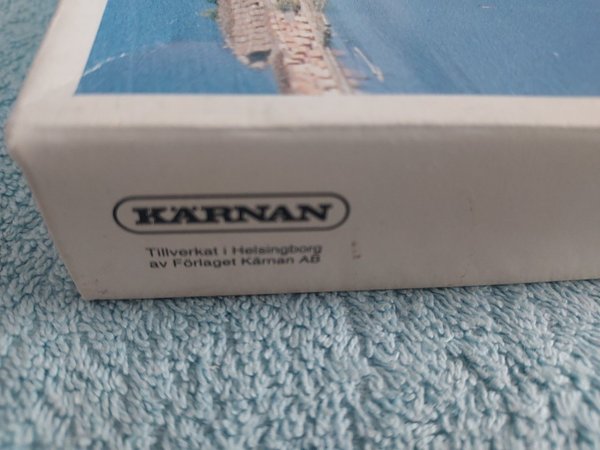 KÄRNAN
Tillverkat i Helsingborg
av Förlaget Kärnan AB